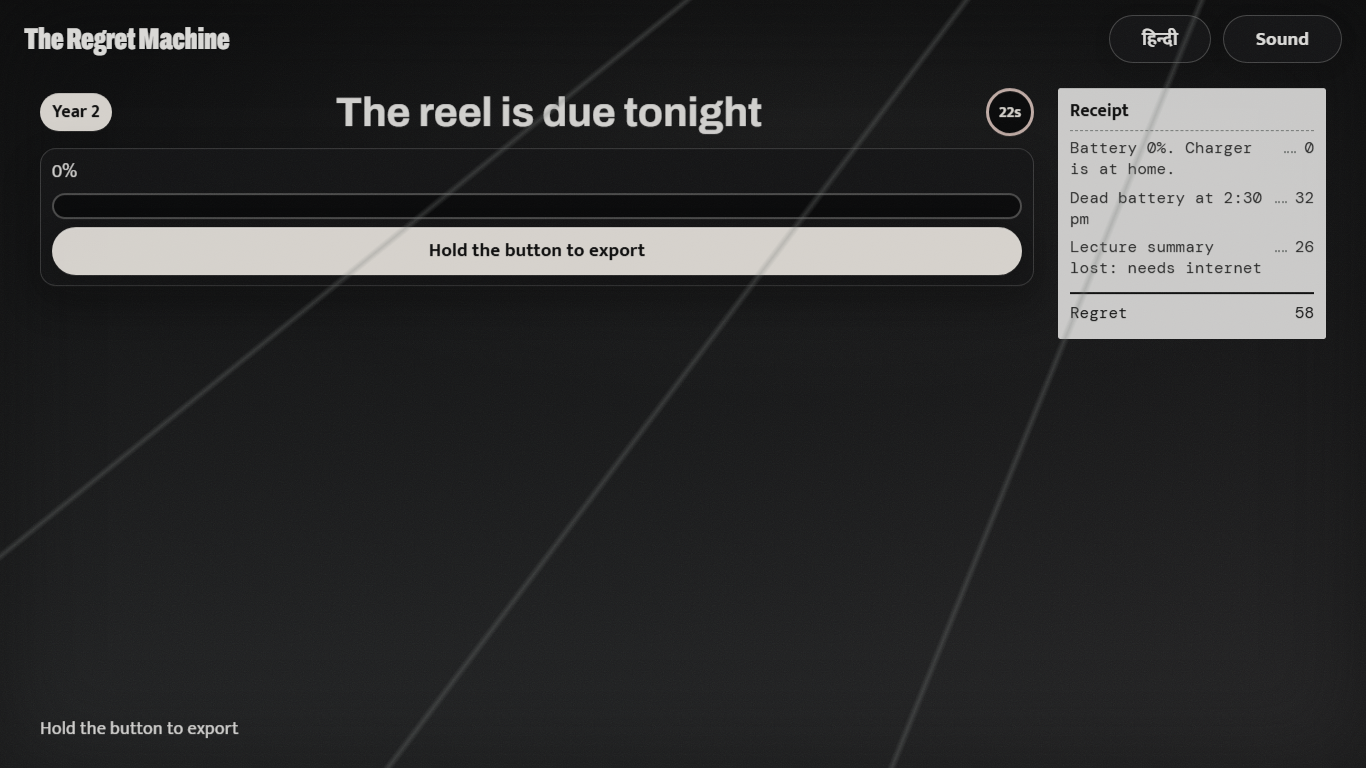 The Regret Machine
हिन्दी
Sound
Year 2
The reel is due tonight
22s
0%
Hold the button to export
Receipt
Battery 0%. Charger .... 0
is at home.
Dead battery at 2:30 .... 32
pm
Lecture summary .... 26
lost: needs internet
Regret 58
Hold the button to export